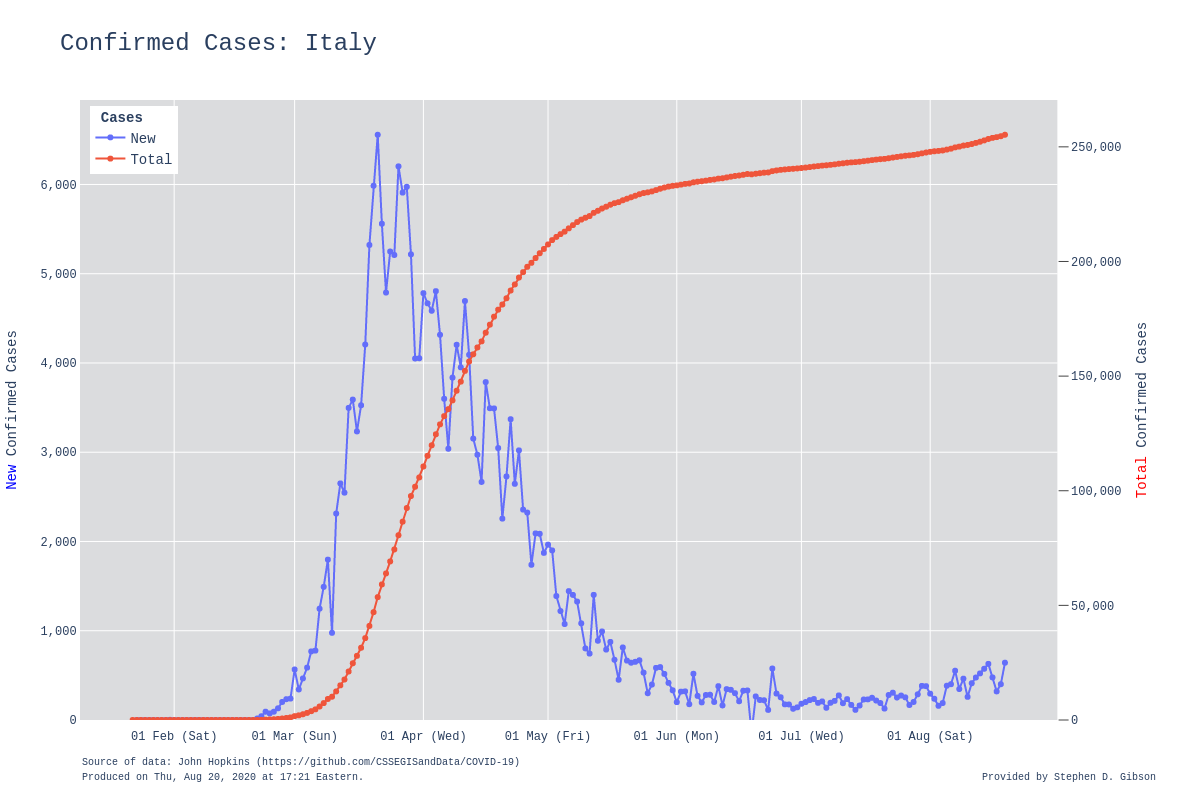 Confirmed Cases: Italy
Cases
New
Total
6,000
5,000
4,000
3,000
2,000
1,000
0
250,000
200,000
150,000
100,000
50,000
0
New Confirmed Cases
Total Confirmed Cases
01 Feb (Sat) 01 Mar (Sun) 01 Apr (Wed) 01 May (Fri) 01 Jun (Mon) 01 Jul (Wed) 01 Aug (Sat)
Source of data: John Hopkins (https://github.com/CSSEGISandData/COVID-19)
Produced on Thu, Aug 20, 2020 at 17:21 Eastern.
Provided by Stephen D. Gibson